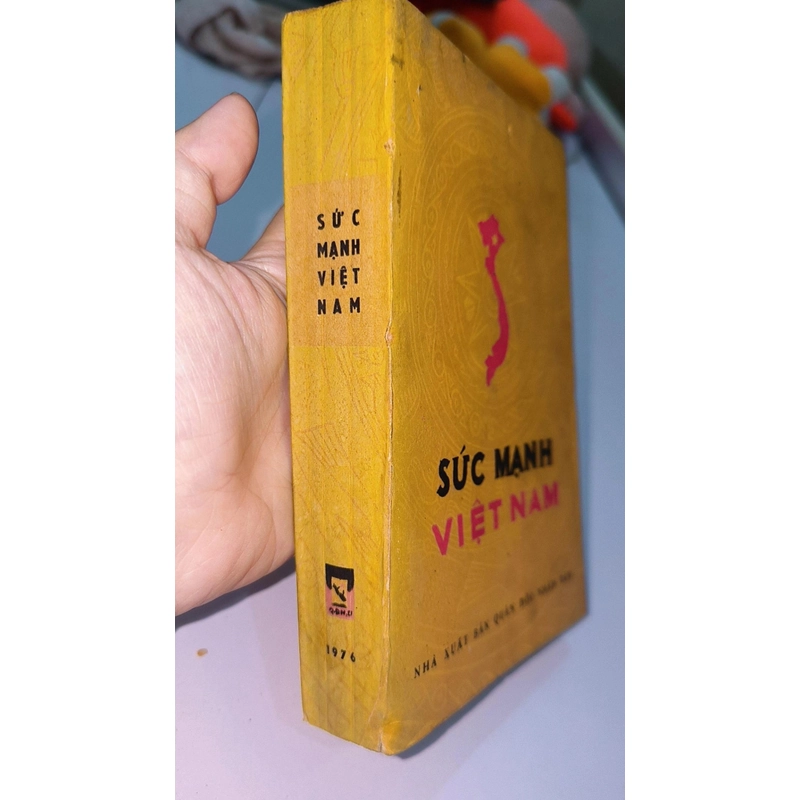 SỨC
MẠNH
VIỆT
NAM
1976
SỨC MẠNH
VIỆT NAM
NHÀ XUẤT BẢN QUÂN ĐỘI NHÂN DÂN